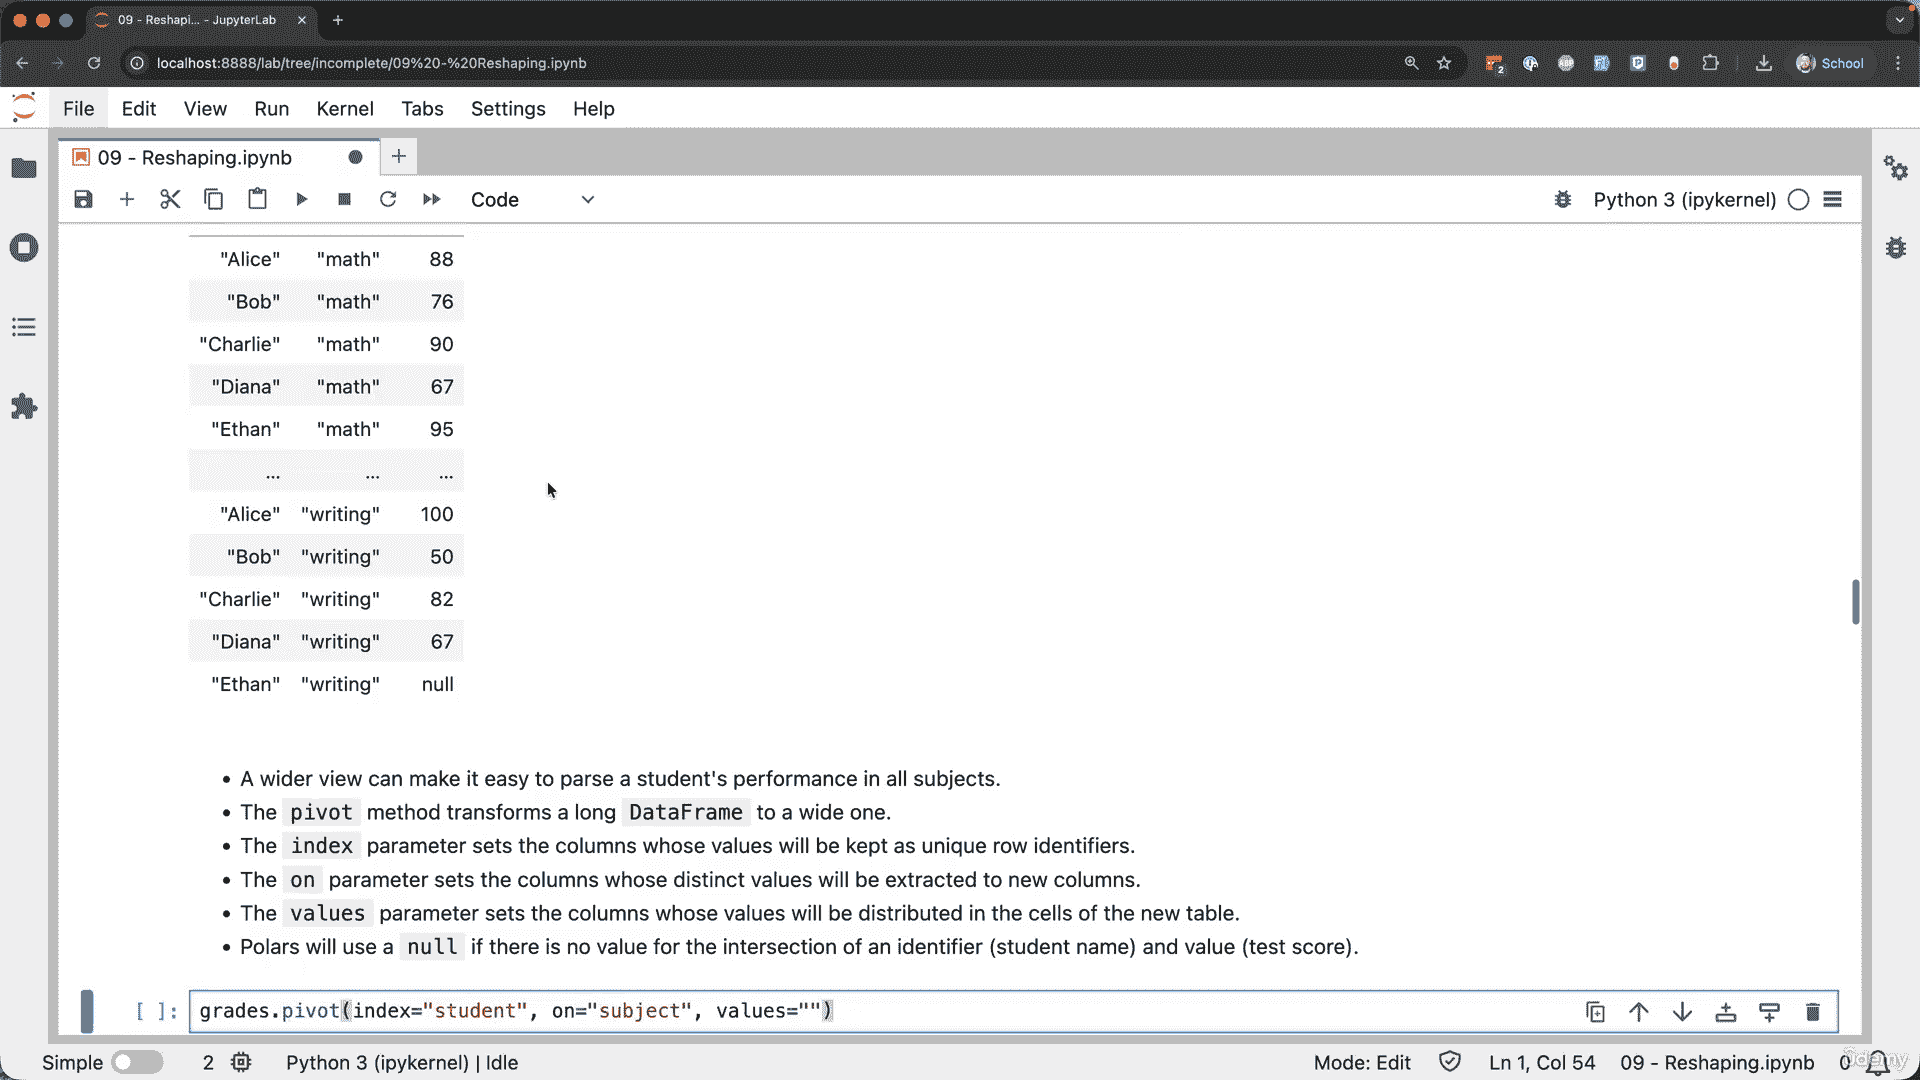 09 - Reshapi... - JupyterLab
localhost:8888/lab/tree/incomplete/09%20-%20Reshaping.ipynb
2
School
File Edit View Run Kernel Tabs Settings Help
09 - Reshaping.ipynb
Code
Python 3 (ipykernel)
"Alice" "math" 88
"Bob" "math" 76
"Charlie" "math" 90
"Diana" "math" 67
"Ethan" "math" 95
... ... ...
"Alice" "writing" 100
"Bob" "writing" 50
"Charlie" "writing" 82
"Diana" "writing" 67
"Ethan" "writing" null
• A wider view can make it easy to parse a student's performance in all subjects.
• The pivot method transforms a long DataFrame to a wide one.
• The index parameter sets the columns whose values will be kept as unique row identifiers.
• The on parameter sets the columns whose distinct values will be extracted to new columns.
• The values parameter sets the columns whose values will be distributed in the cells of the new table.
• Polars will use a null if there is no value for the intersection of an identifier (student name) and value (test score).
[ ]: grades.pivot(index="student", on="subject", values="")
Simple 2 Python 3 (ipykernel) | Idle Mode: Edit Ln 1, Col 54 09 - Reshaping.ipynb 0
udemy